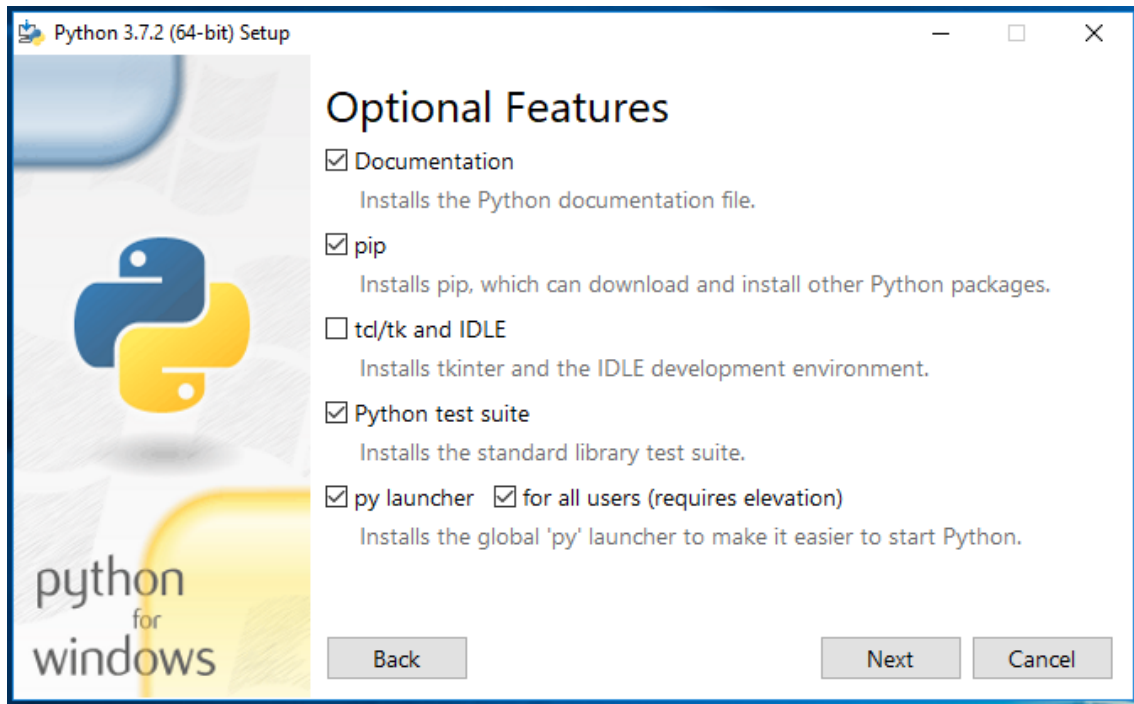 Python 3.7.2 (64-bit) Setup
Optional Features
Documentation
Installs the Python documentation file.
pip
Installs pip, which can download and install other Python packages.
tcl/tk and IDLE
Installs tkinter and the IDLE development environment.
Python test suite
Installs the standard library test suite.
py launcher for all users (requires elevation)
Installs the global 'py' launcher to make it easier to start Python.
python
for
windows
Back Next Cancel